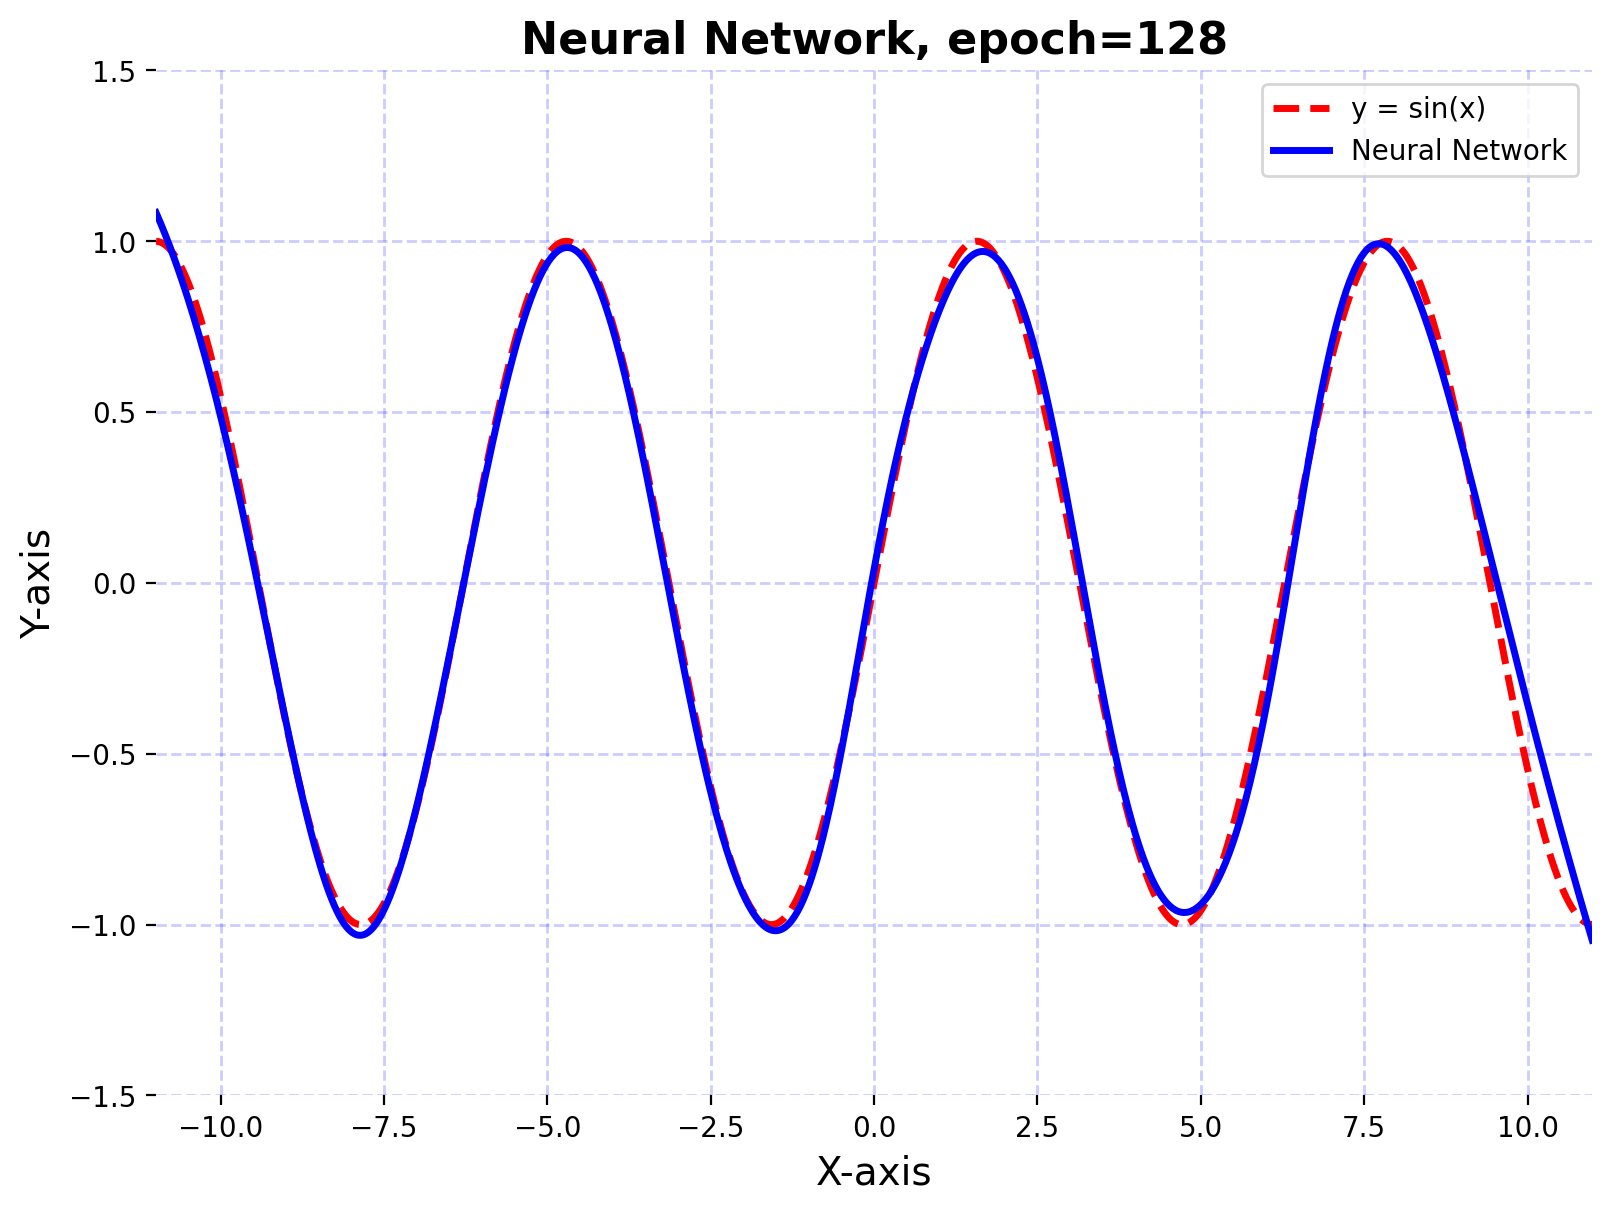 Neural Network, epoch=128
1.5
1.0
0.5
0.0
−0.5
−1.0
−1.5
Y-axis
y = sin(x)
Neural Network
−10.0 −7.5 −5.0 −2.5 0.0 2.5 5.0 7.5 10.0
X-axis